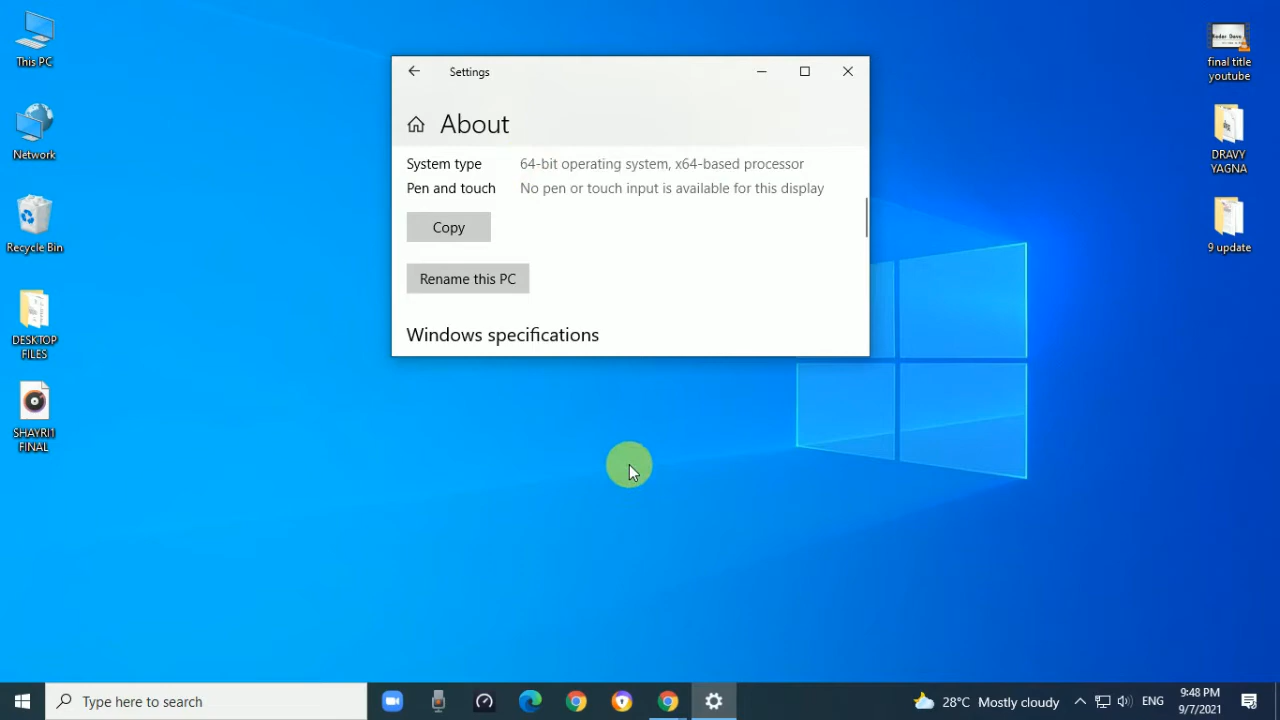 This PC
Network
Recycle Bin
DESKTOP
FILES
SHAYRI1
FINAL
Settings
About
System type 64-bit operating system, x64-based processor
Pen and touch No pen or touch input is available for this display
Copy
Rename this PC
Windows specifications
final title
youtube
DRAVY
YAGNA
9 update
Type here to search
28°C Mostly cloudy
ENG
9:48 PM
9/7/2021